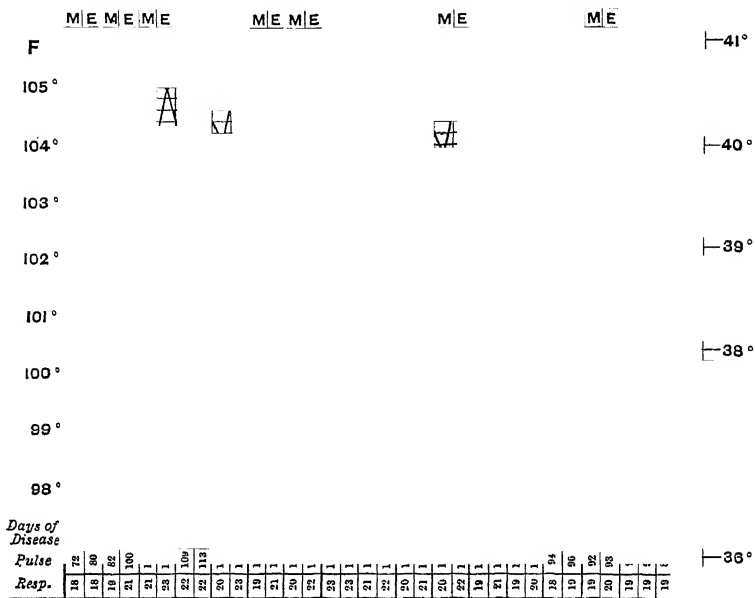 M E M E M E M E M E M E M E
41°
F
105°
104° 40°
103°
39°
102°
101°
38°
100°
99°
98°
Days of
Disease
Pulse 72 80 82 100 109 113 94 96 92 93 36°
Resp. 18 18 19 21 21 23 22 22 20 23 19 21 20 22 23 23 21 22 20 21 20 22 19 21 19 20 18 19 19 20 19 19 19